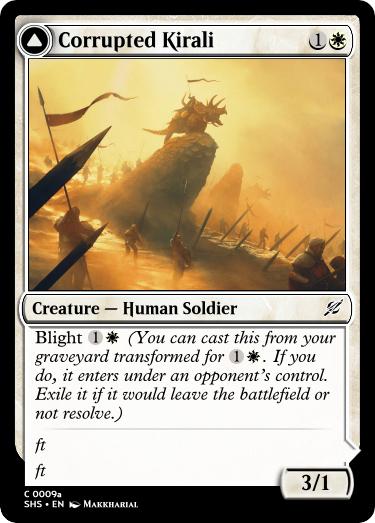 Corrupted Kirali 1
Creature — Human Soldier
Blight 1 (You can cast this from your
graveyard transformed for 1 . If you
do, it enters under an opponent's control.
Exile it if it would leave the battlefield or
not resolve.)
ft
ft
3/1
C 0009a
SHS • EN Makkharial